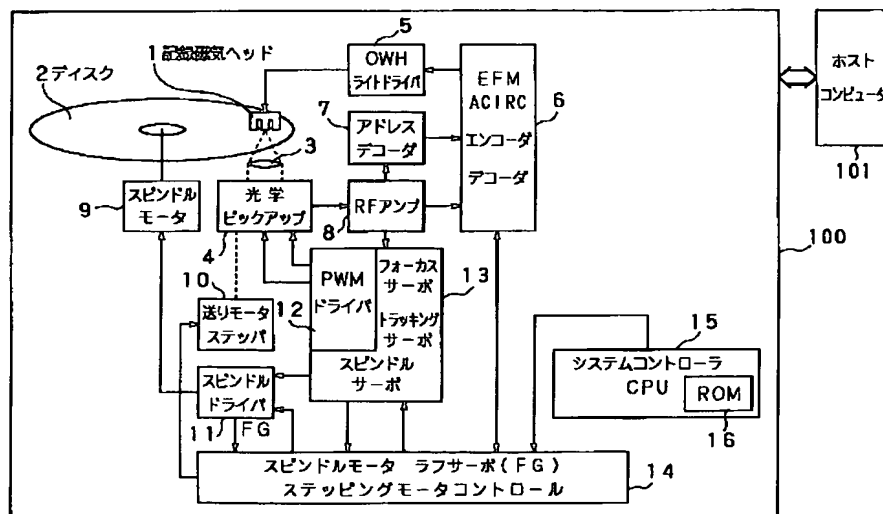 1 記録磁気ヘッド
2 ディスク
3
5
OWH
ライトドライバ
EFM
ACIRC
エンコーダ
デコーダ
6
7
アドレス
デコーダ
ホスト
コンピュータ
101
9
スピンドル
モータ
光学
ピックアップ
4
RFアンプ
8
100
10
送りモータ
ステッパ
PWM
ドライバ
12
フォーカス
サーボ
トラッキング
サーボ
スピンドル
サーボ
13
15
システムコントローラ
CPU
ROM
16
スピンドル
ドライバ
11
FG
スピンドルモータ ラフサーボ(FG)
ステッピングモータコントロール
14